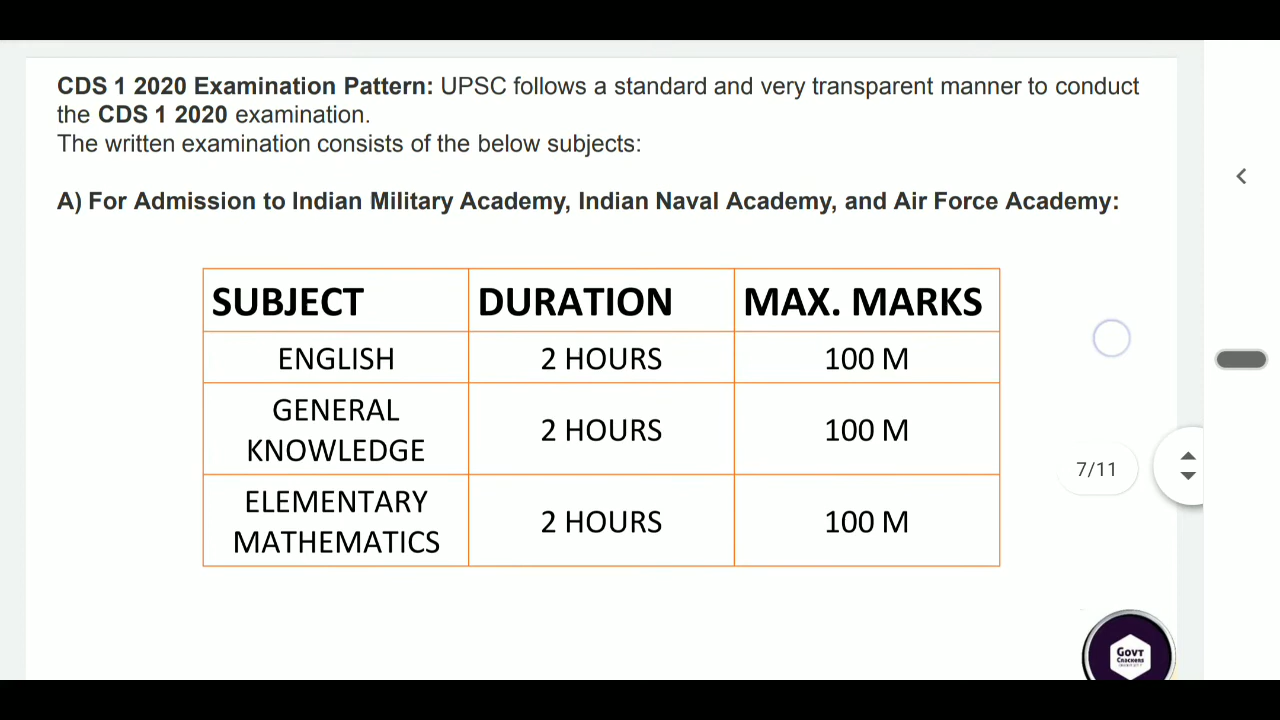 CDS 1 2020 Examination Pattern: UPSC follows a standard and very transparent manner to conduct
the CDS 1 2020 examination.
The written examination consists of the below subjects:
A) For Admission to Indian Military Academy, Indian Naval Academy, and Air Force Academy:
SUBJECT DURATION MAX. MARKS
ENGLISH 2 HOURS 100 M
GENERAL
KNOWLEDGE 2 HOURS 100 M
ELEMENTARY
MATHEMATICS 2 HOURS 100 M
7/11
GOVT
CRACKERS